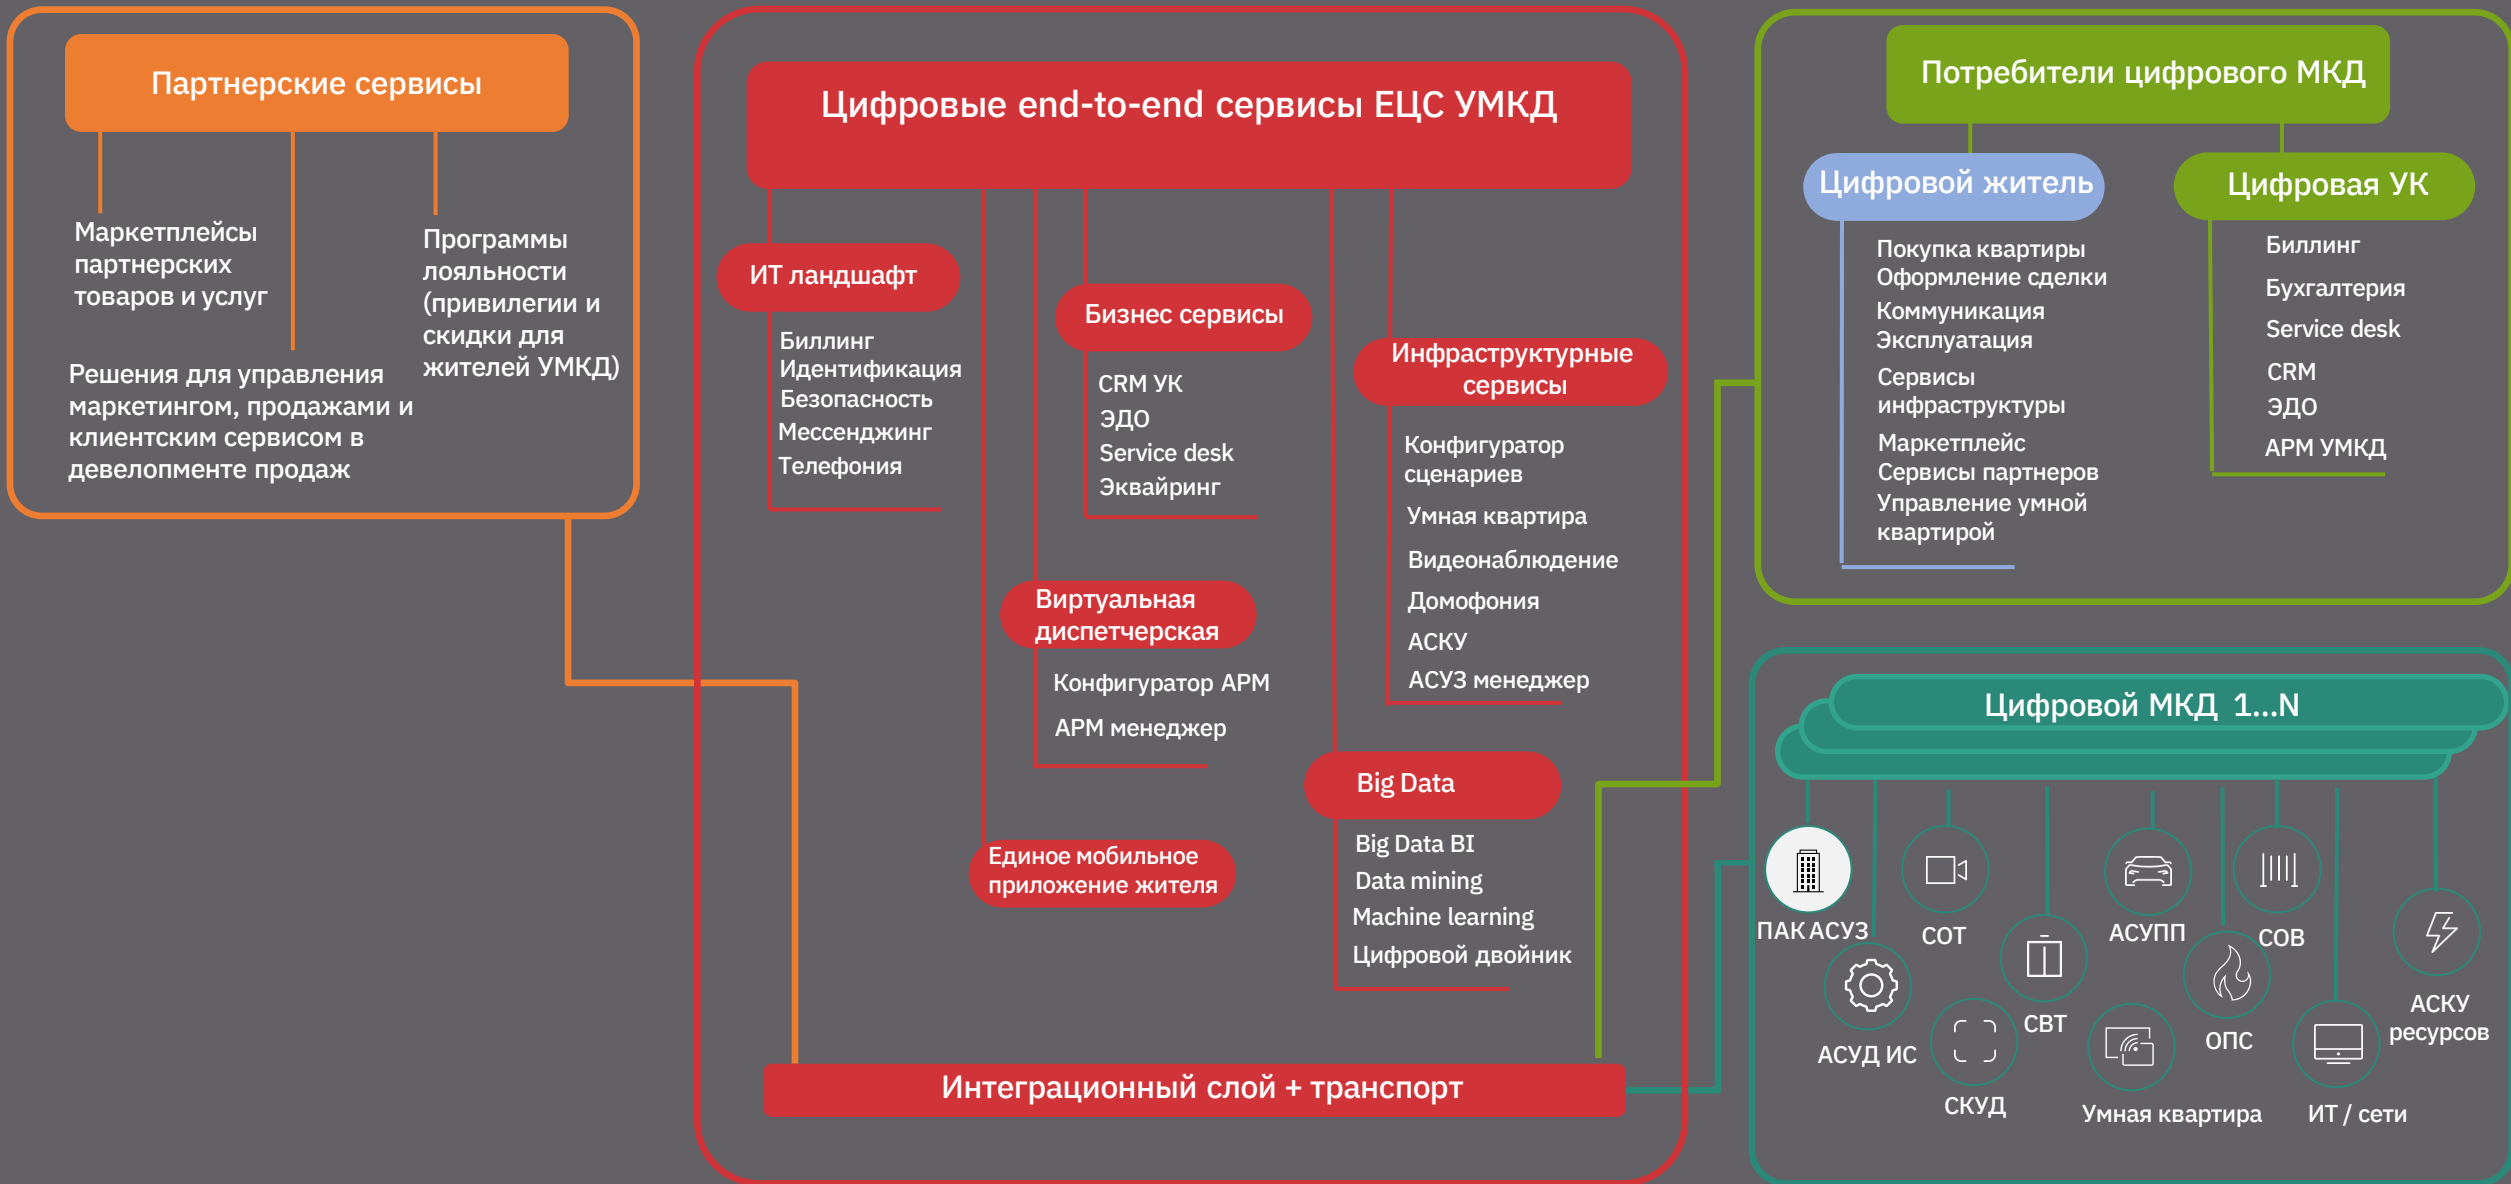 Партнерские сервисы
Маркетплейсы
партнерских
товаров и услуг
Решения для управления
маркетингом, продажами и
клиентским сервисом в
девелопменте продаж
Программы
лояльности
(привилегии и
скидки для
жителей УМКД)
Цифровые end-to-end сервисы ЕЦС УМКД
ИТ ландшафт
Биллинг
Идентификация
Безопасность
Мессенджинг
Телефония
Бизнес сервисы
CRM УК
ЭДО
Service desk
Эквайринг
Инфраструктурные
сервисы
Конфигуратор
сценариев
Умная квартира
Видеонаблюдение
Домофония
АСКУ
АСУЗ менеджер
Виртуальная
диспетчерская
Конфигуратор АРМ
АРМ менеджер
Единое мобильное
приложение жителя
Big Data
Big Data BI
Data mining
Machine learning
Цифровой двойник
Интеграционный слой + транспорт
Потребители цифрового МКД
Цифровой житель
Покупка квартиры
Оформление сделки
Коммуникация
Эксплуатация
Сервисы
инфраструктуры
Маркетплейс
Сервисы партнеров
Управление умной
квартирой
Цифровая УК
Биллинг
Бухгалтерия
Service desk
CRM
ЭДО
АРМ УМКД
Цифровой МКД 1...N
ПАК АСУЗ
СОТ
АСУПП
СОВ
АСУД ИС
СВТ
ОПС
АСКУ
ресурсов
СКУД
Умная квартира
ИТ / сети